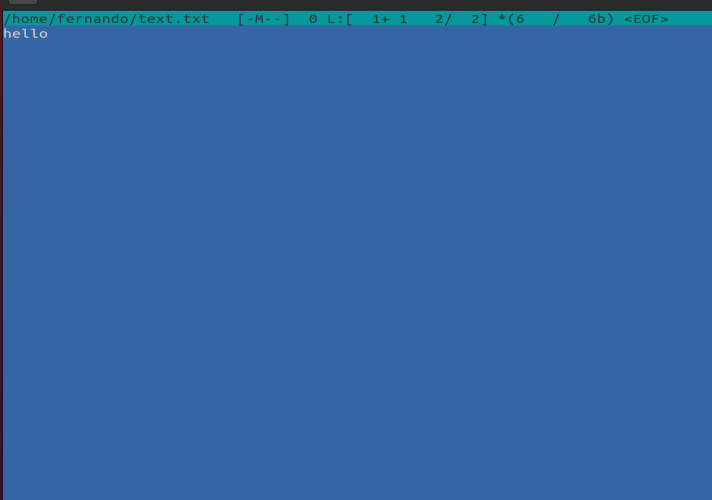 /home/fernando/text.txt   [-M--]  0 L:[  1+ 1   2/  2] *(6   /   6b) <EOF>
hello